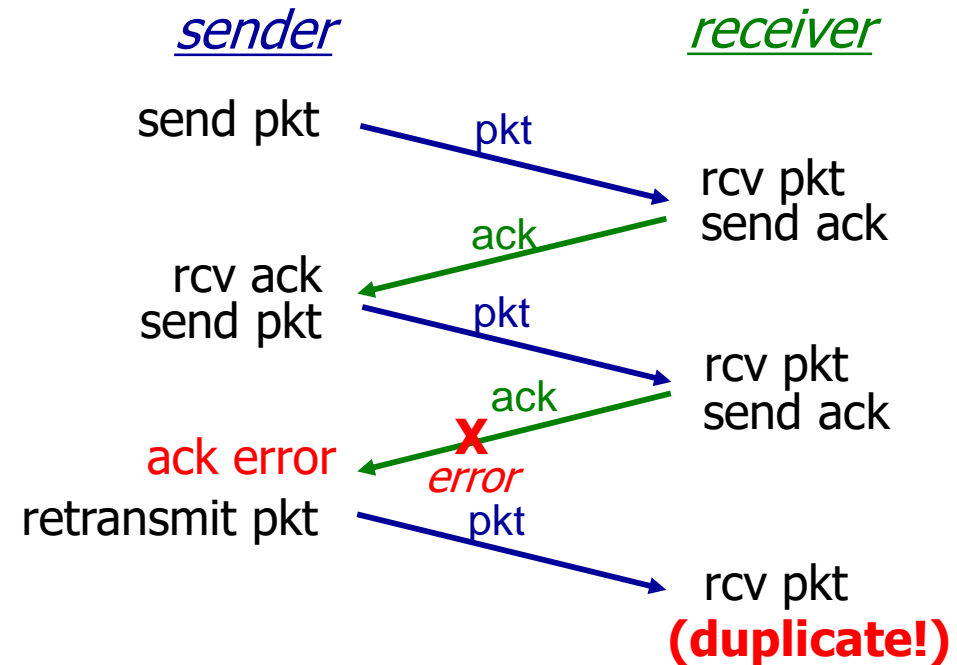 sender
receiver
send pkt
pkt
rcv pkt
send ack
ack
rcv ack
send pkt
pkt
rcv pkt
send ack
ack
X
error
ack error
retransmit pkt
pkt
rcv pkt
(duplicate!)